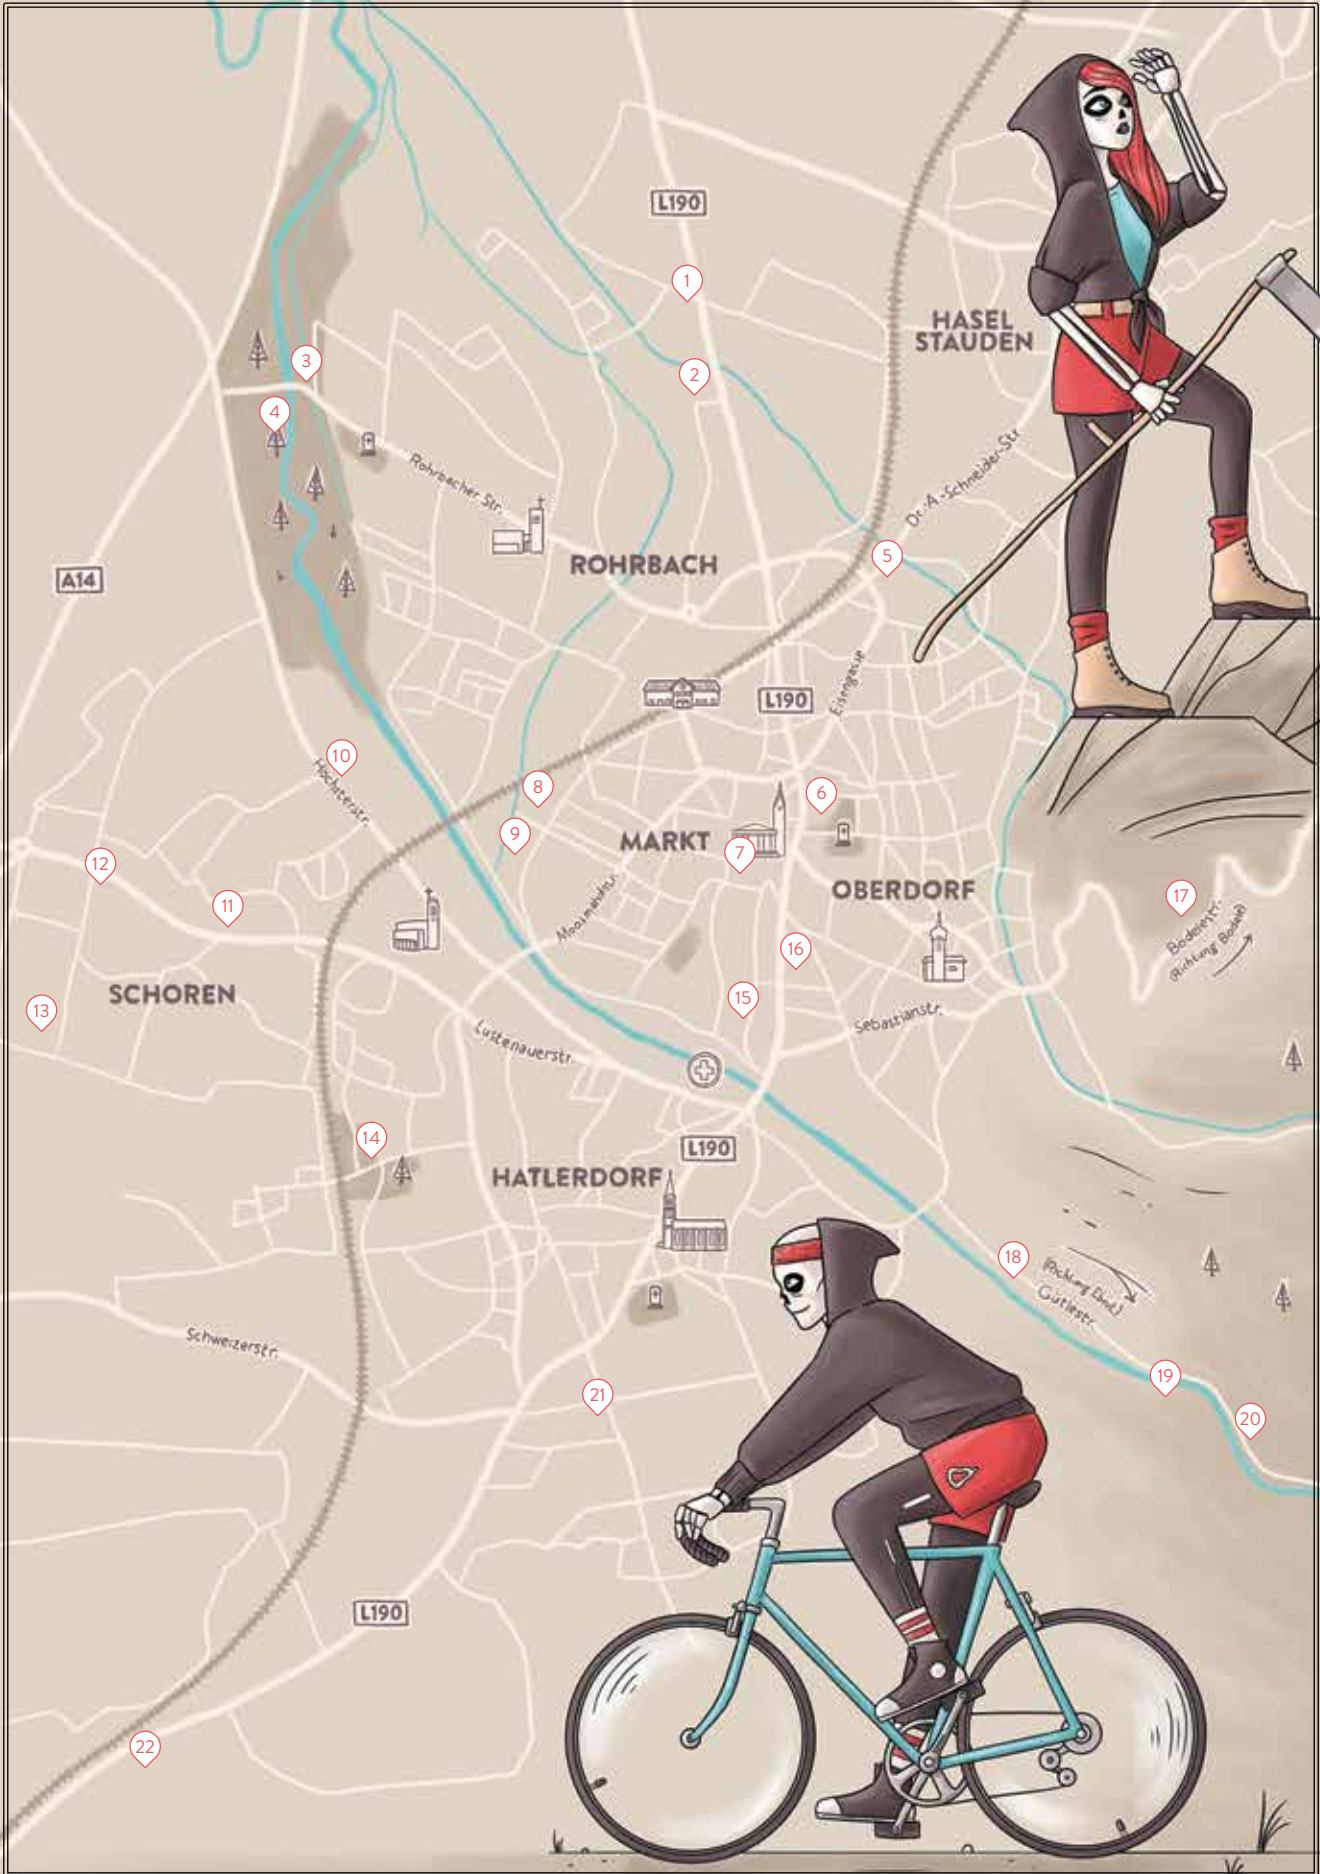 L190
1
HASEL
STAUDEN
3
2
4
Rohrbacher Str.
Dr.-A.-Schneider-Str.
ROHRBACH
5
A14
Eisengasse
L190
10
Höchsterstr.
8
6
9
MARKT
7
12
OBERDORF
11
17
Bödelestr.
(Richtung Bödele)
Moosmahdstr.
16
SCHOREN
15
13
Sebastianstr.
Lustenauerstr.
14
L190
HATLERDORF
18
(Richtung Ebnit)
Gütlestr.
Schweizerstr.
19
21
20
L190
22